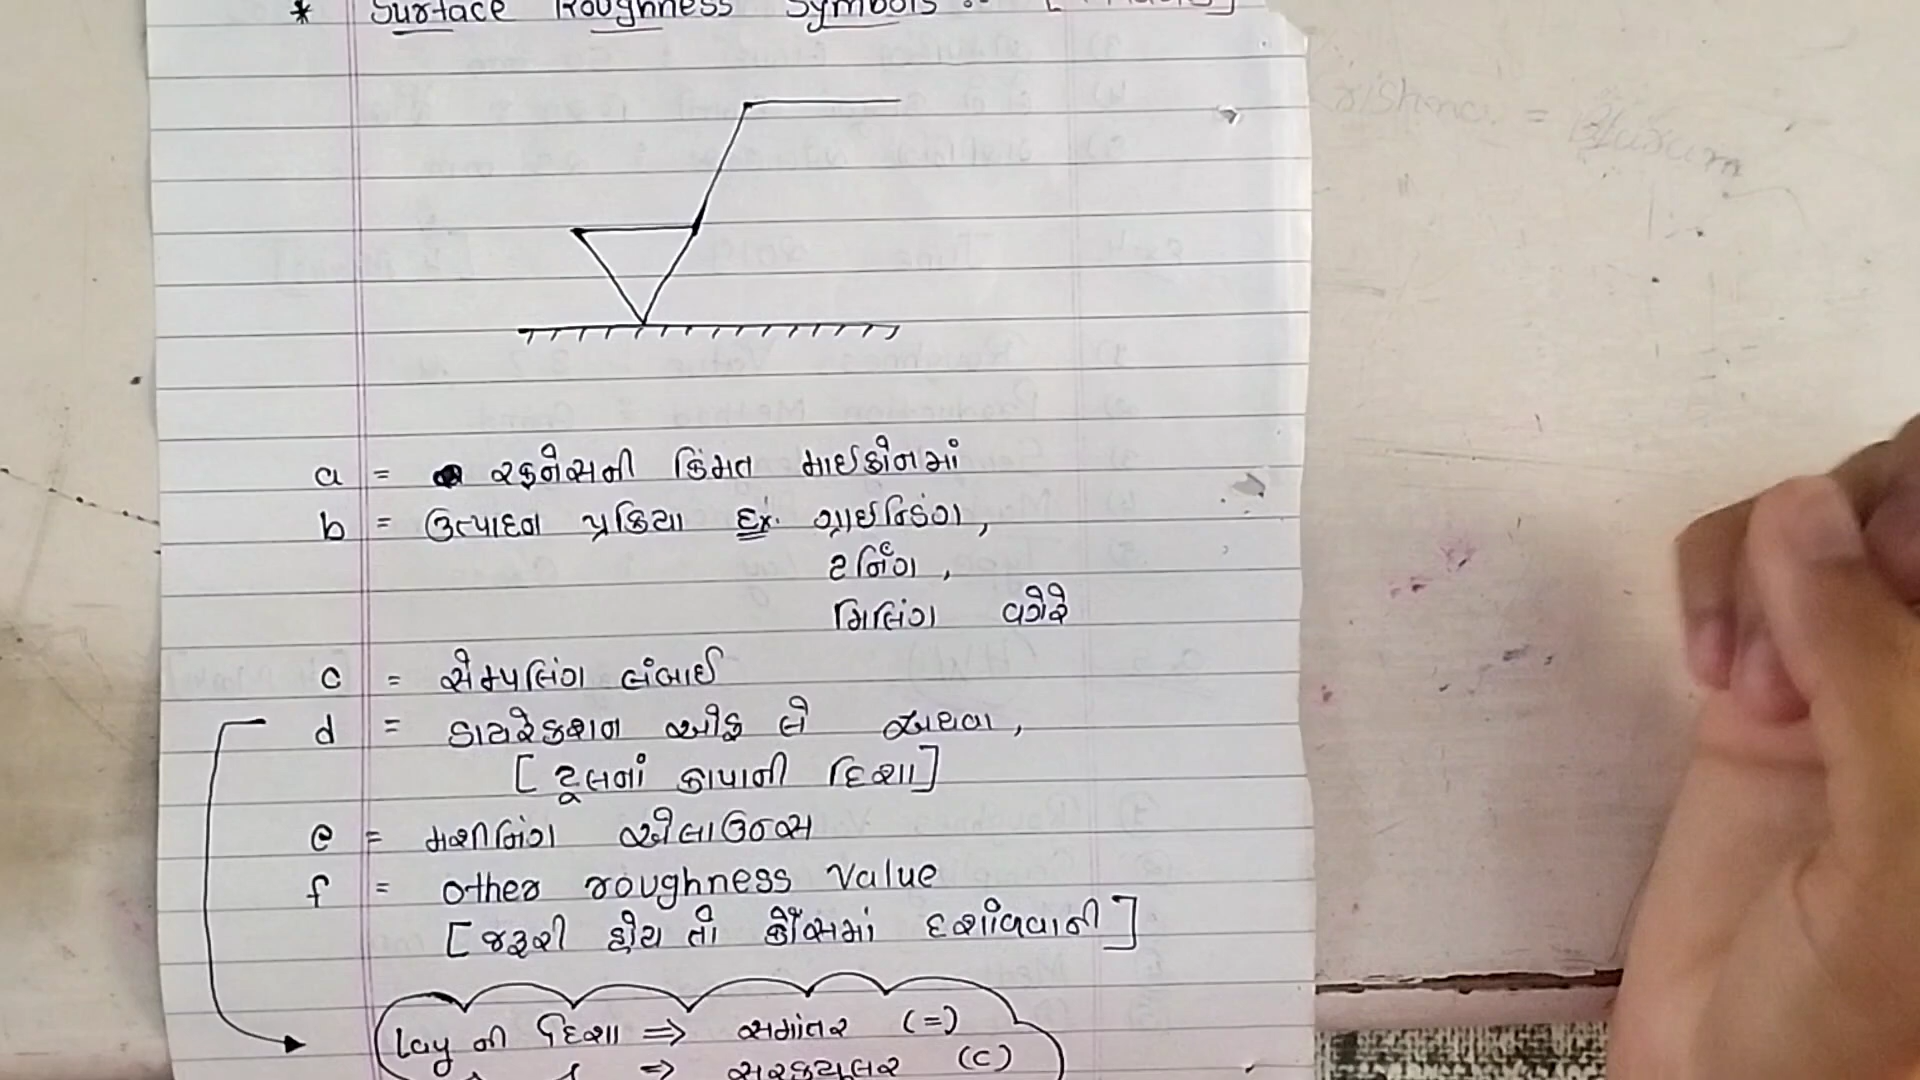 * Surface Roughness Symbols :-
a = રફનેસની કિંમત માઈક્રોનમાં
b = ઉત્પાદન પ્રક્રિયા Ex. ગ્રાઈન્ડિંગ,
ટર્નિંગ,
મિલિંગ વગેરે
c = સેમ્પલિંગ લંબાઈ
d = ડાયરેકશન ઓફ લે અથવા,
[ ટૂલનાં કાપાની દિશા ]
e = મશીનિંગ એલાઉન્સ
f = other roughness value
[ જરૂરી હોય તો કૌંસમાં દર્શાવવાની ]
Lay ની દિશા ⇒ સમાંતર (=)
⇒ સરક્યુલર (C)